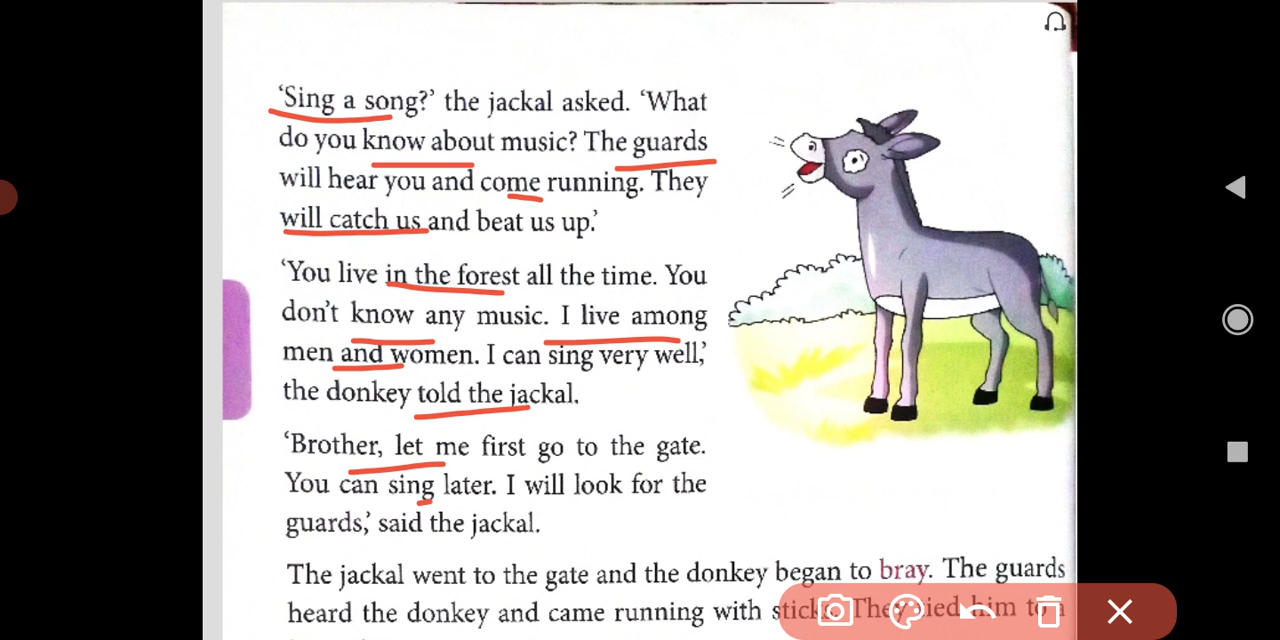 ‘Sing a song?’ the jackal asked. ‘What
do you know about music? The guards
will hear you and come running. They
will catch us and beat us up.’
‘You live in the forest all the time. You
don’t know any music. I live among
men and women. I can sing very well,’
the donkey told the jackal.
‘Brother, let me first go to the gate.
You can sing later. I will look for the
guards,’ said the jackal.
The jackal went to the gate and the donkey began to bray. The guards
heard the donkey and came running with sticks. They tied him to a